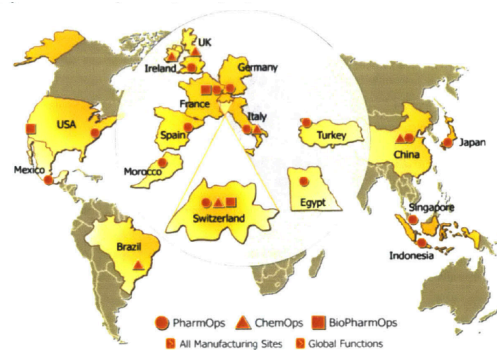 UK
Ireland
Germany
France
USA
Italy
Spain
Turkey
Japan
China
Mexico
Morocco
Egypt
Singapore
Switzerland
Brazil
Indonesia
PharmOps ChemOps BioPharmOps
All Manufacturing Sites Global Functions